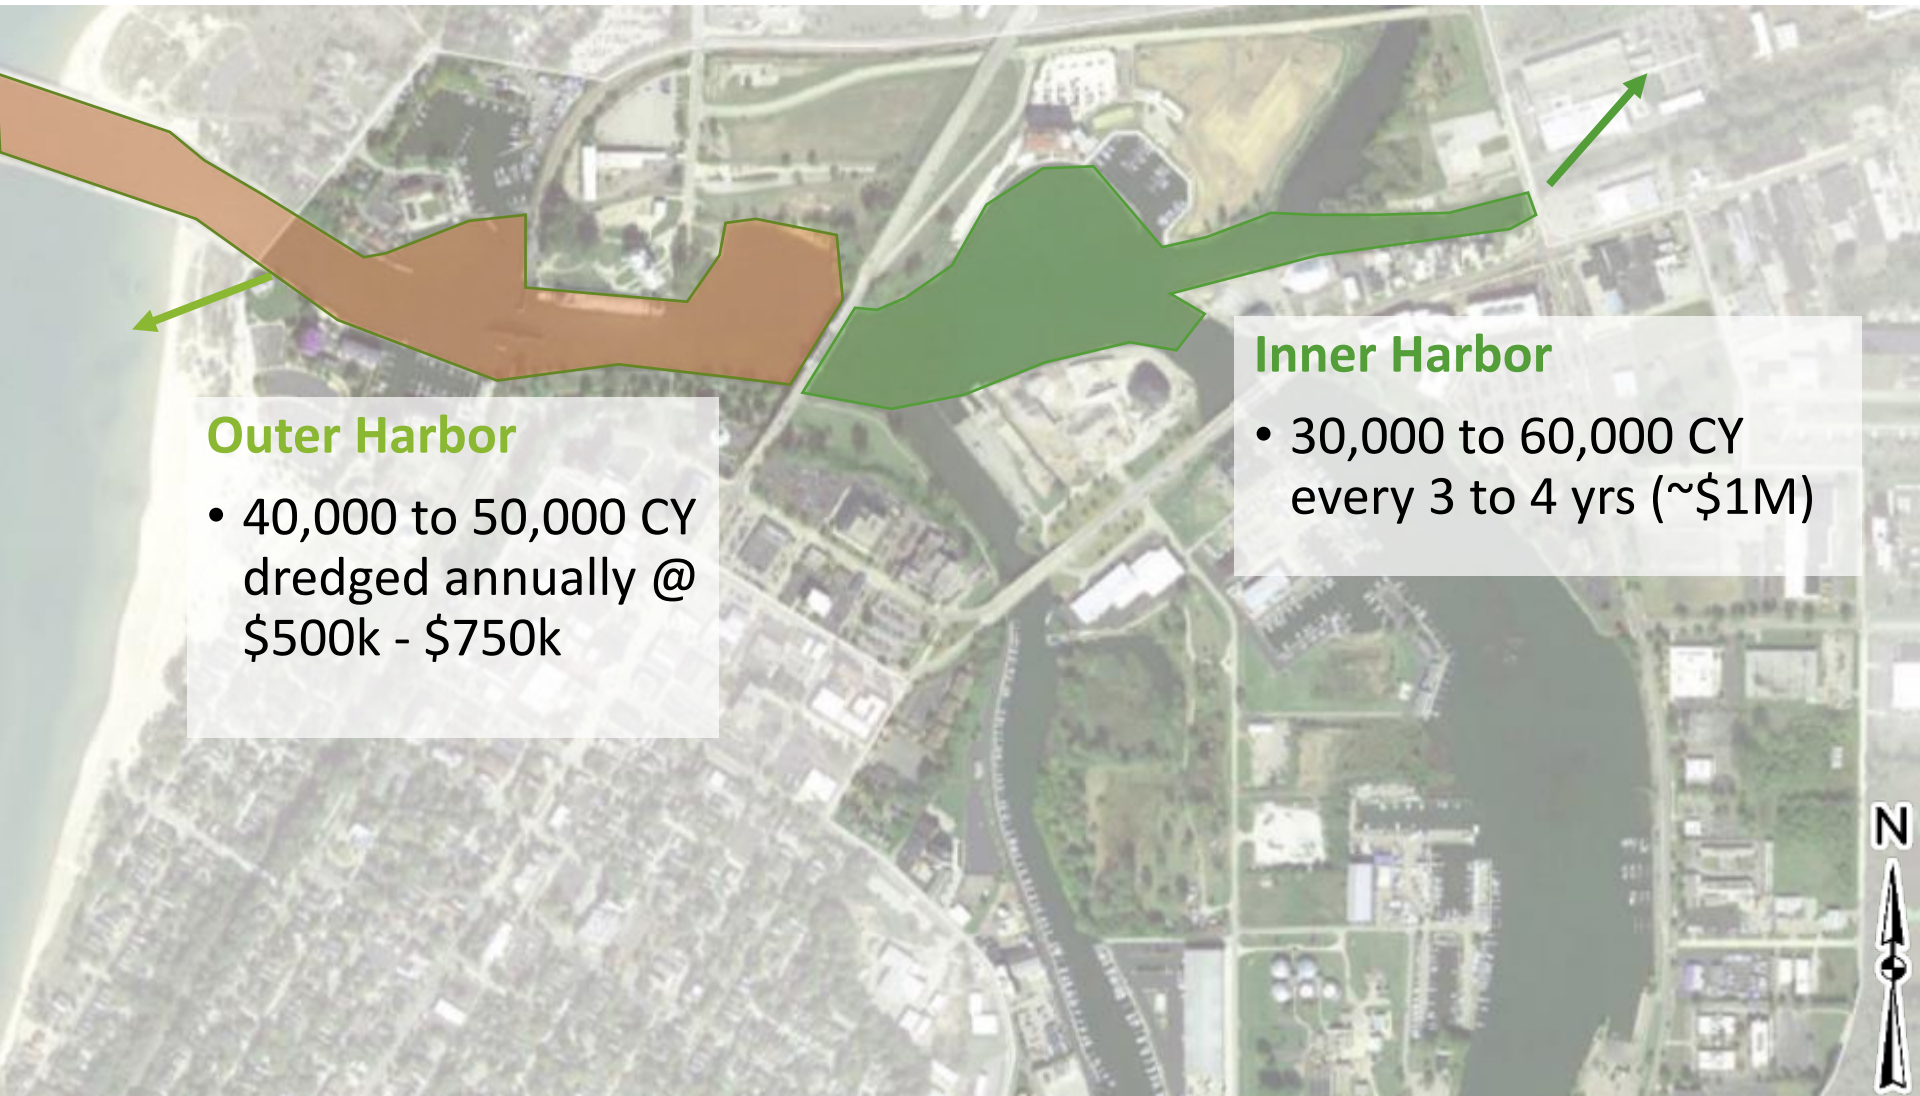 Outer Harbor
• 40,000 to 50,000 CY
dredged annually @
$500k - $750k
Inner Harbor
• 30,000 to 60,000 CY
every 3 to 4 yrs (~$1M)
N